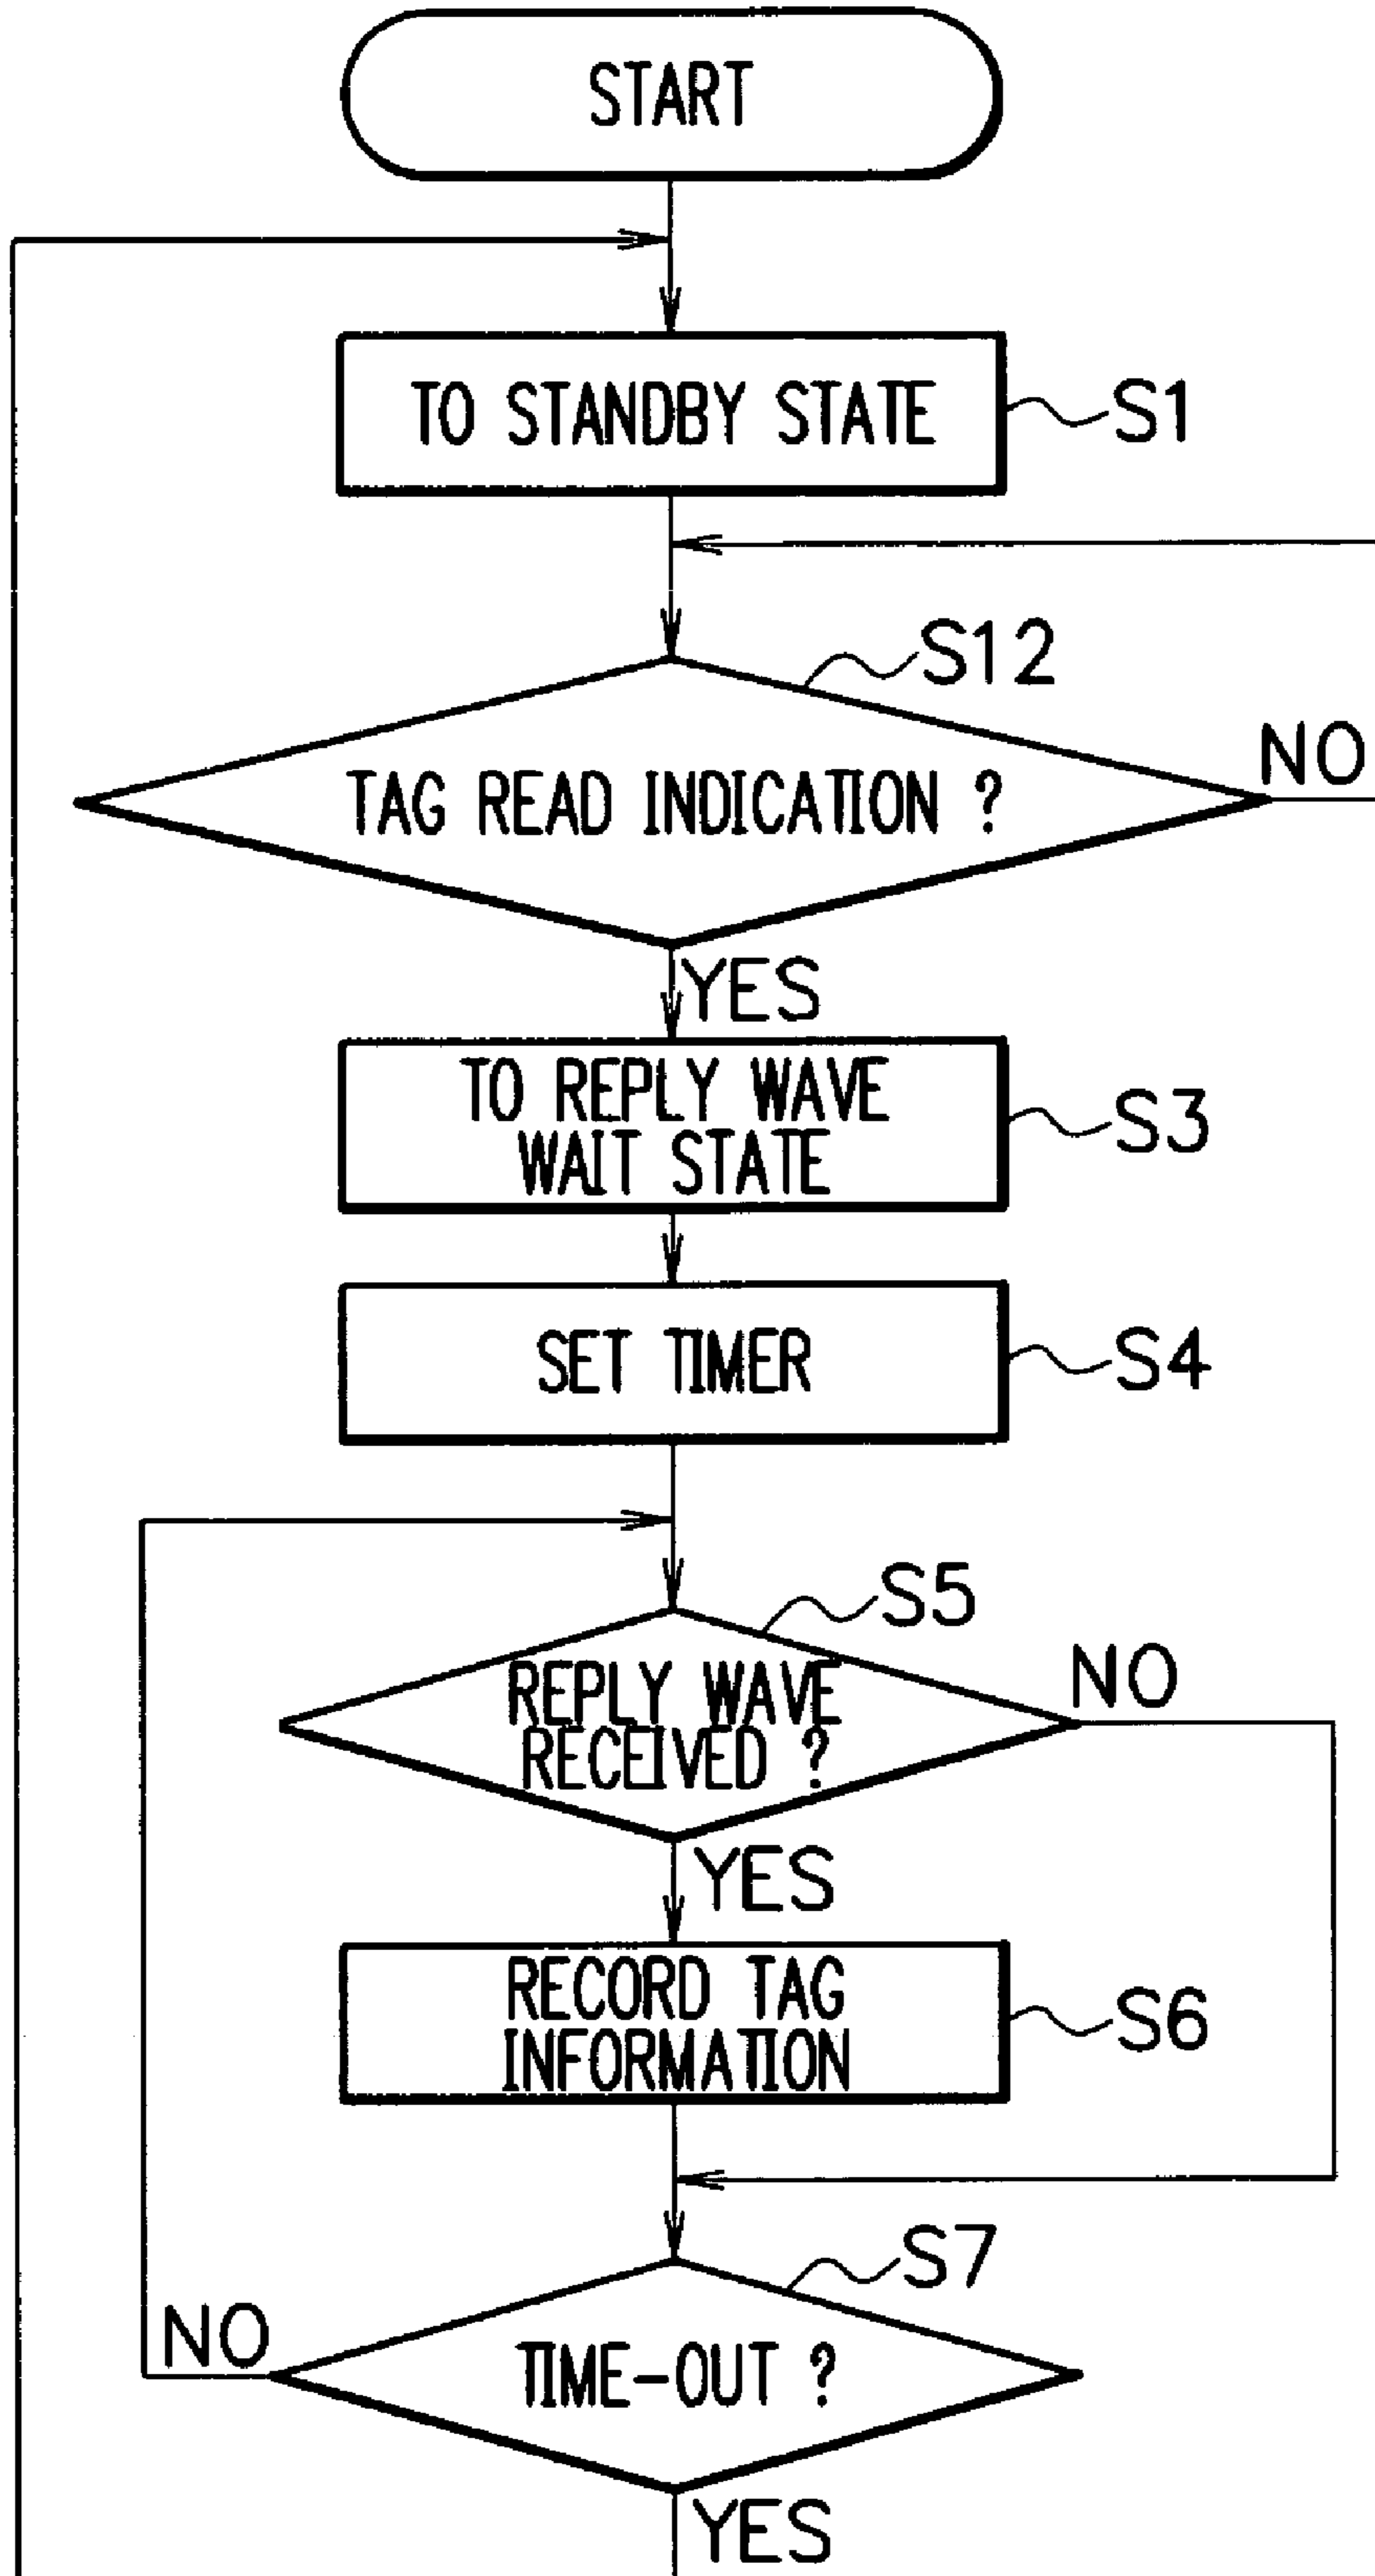 START
TO STANDBY STATE
S1
S12
TAG READ INDICATION ?
NO
YES
TO REPLY WAVE
WAIT STATE
S3
SET TIMER
S4
S5
REPLY WAVE
RECEIVED ?
NO
YES
RECORD TAG
INFORMATION
S6
S7
NO
TIME-OUT ?
YES